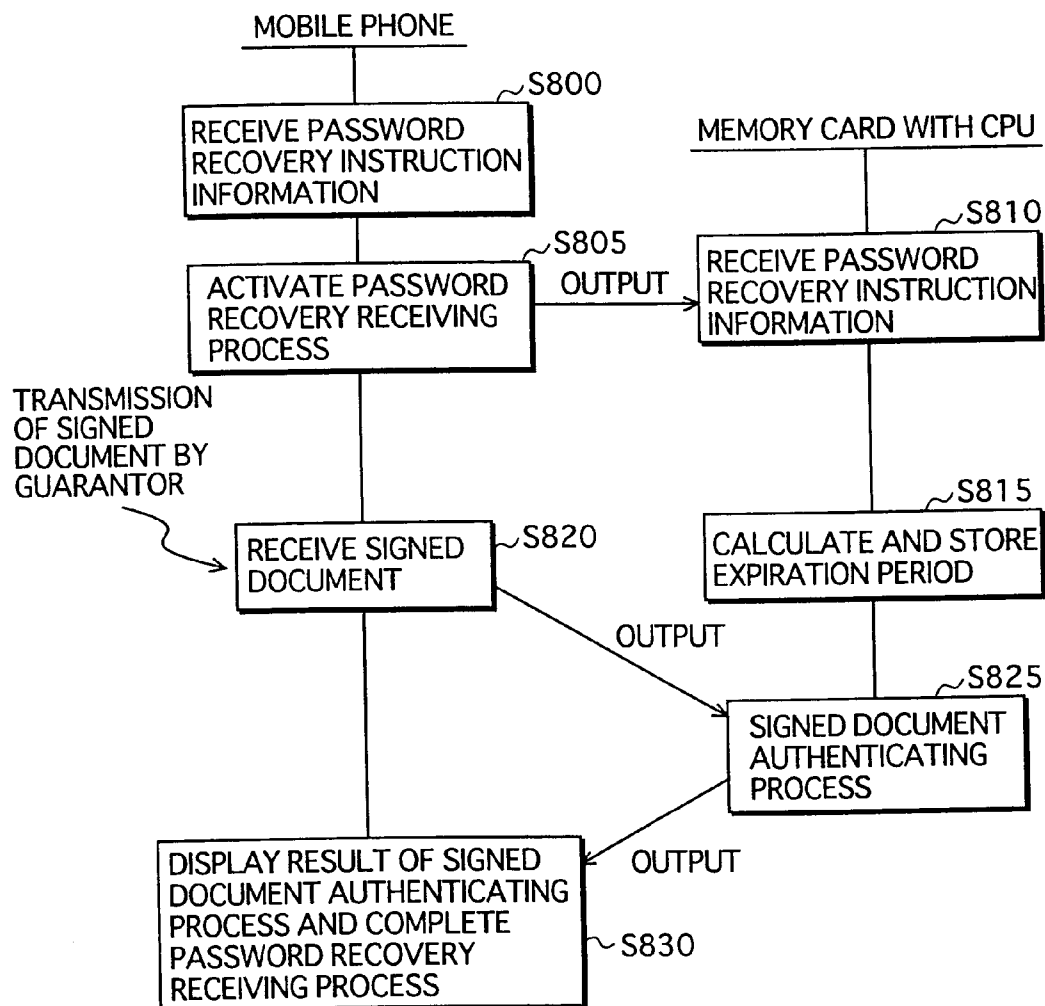 MOBILE PHONE
S800
RECEIVE PASSWORD
RECOVERY INSTRUCTION
INFORMATION
MEMORY CARD WITH CPU
S805
ACTIVATE PASSWORD
RECOVERY RECEIVING
PROCESS
OUTPUT
S810
RECEIVE PASSWORD
RECOVERY INSTRUCTION
INFORMATION
TRANSMISSION
OF SIGNED
DOCUMENT BY
GUARANTOR
S815
CALCULATE AND STORE
EXPIRATION PERIOD
S820
RECEIVE SIGNED
DOCUMENT
OUTPUT
S825
SIGNED DOCUMENT
AUTHENTICATING
PROCESS
OUTPUT
DISPLAY RESULT OF SIGNED
DOCUMENT AUTHENTICATING
PROCESS AND COMPLETE
PASSWORD RECOVERY
RECEIVING PROCESS
S830